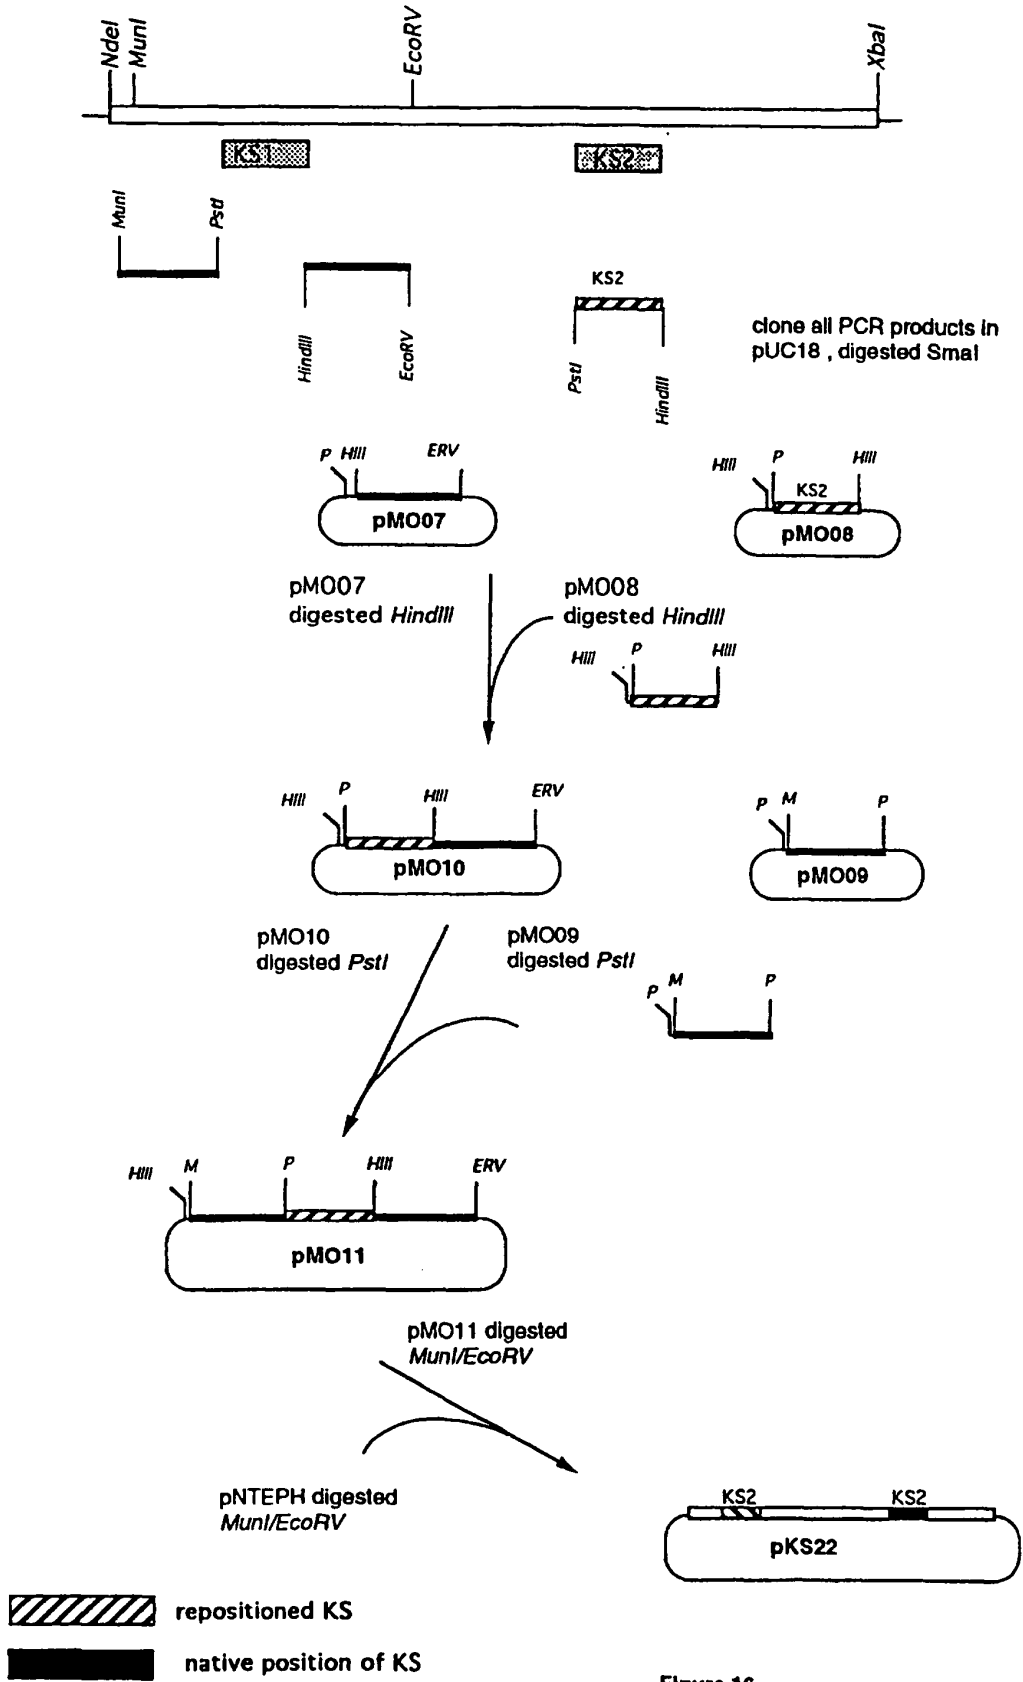 NdeI
MunI
EcoRV
XbaI
KS1
KS2
MunI
PstI
HindIII
EcoRV
KS2
PstI
HindIII
clone all PCR products in
pUC18 , digested SmaI
P HIII ERV
pMO07
HIII P HIII
KS2
pMO08
pMO07
digested HindIII
pMO08
digested HindIII
HIII P HIII
HIII P HIII ERV
pMO10
P M P
pMO09
pMO10
digested PstI
pMO09
digested PstI
P M P
HIII M P HIII ERV
pMO11
pMO11 digested
MunI/EcoRV
pNTEPH digested
MunI/EcoRV
KS2 KS2
pKS22
repositioned KS
native position of KS